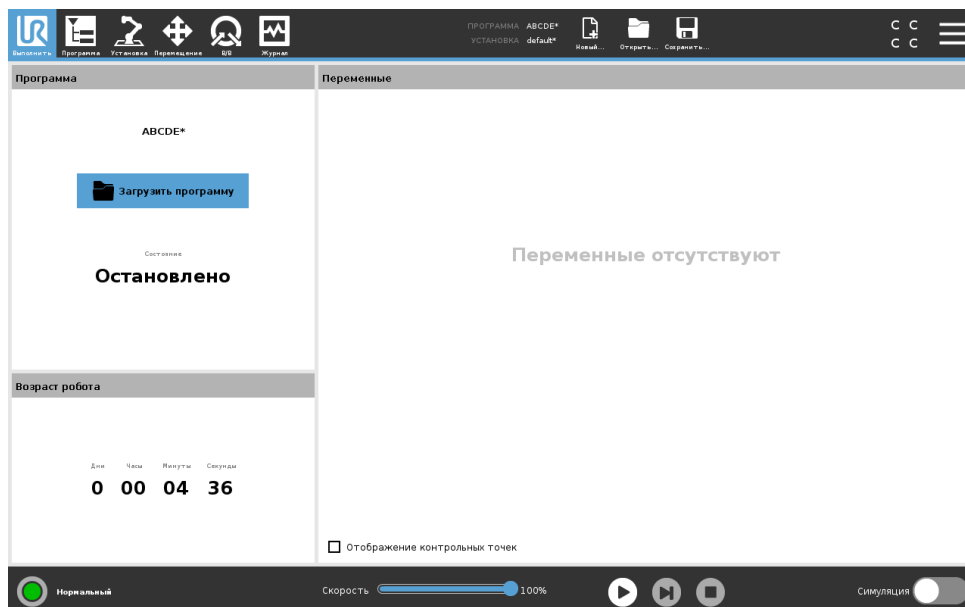 UR
Выполнить Программа Установка Перемещение В/В Журнал
ПРОГРАММА ABCDE*
УСТАНОВКА default*
Новый... Открыть... Сохранить...
C C
C C
Программа
ABCDE*
Загрузить программу
Состояние
Остановлено
Возраст робота
Дни Часы Минуты Секунды
0 00 04 36
Переменные
Переменные отсутствуют
Отображение контрольных точек
Нормальный
Скорость 100%
Симуляция